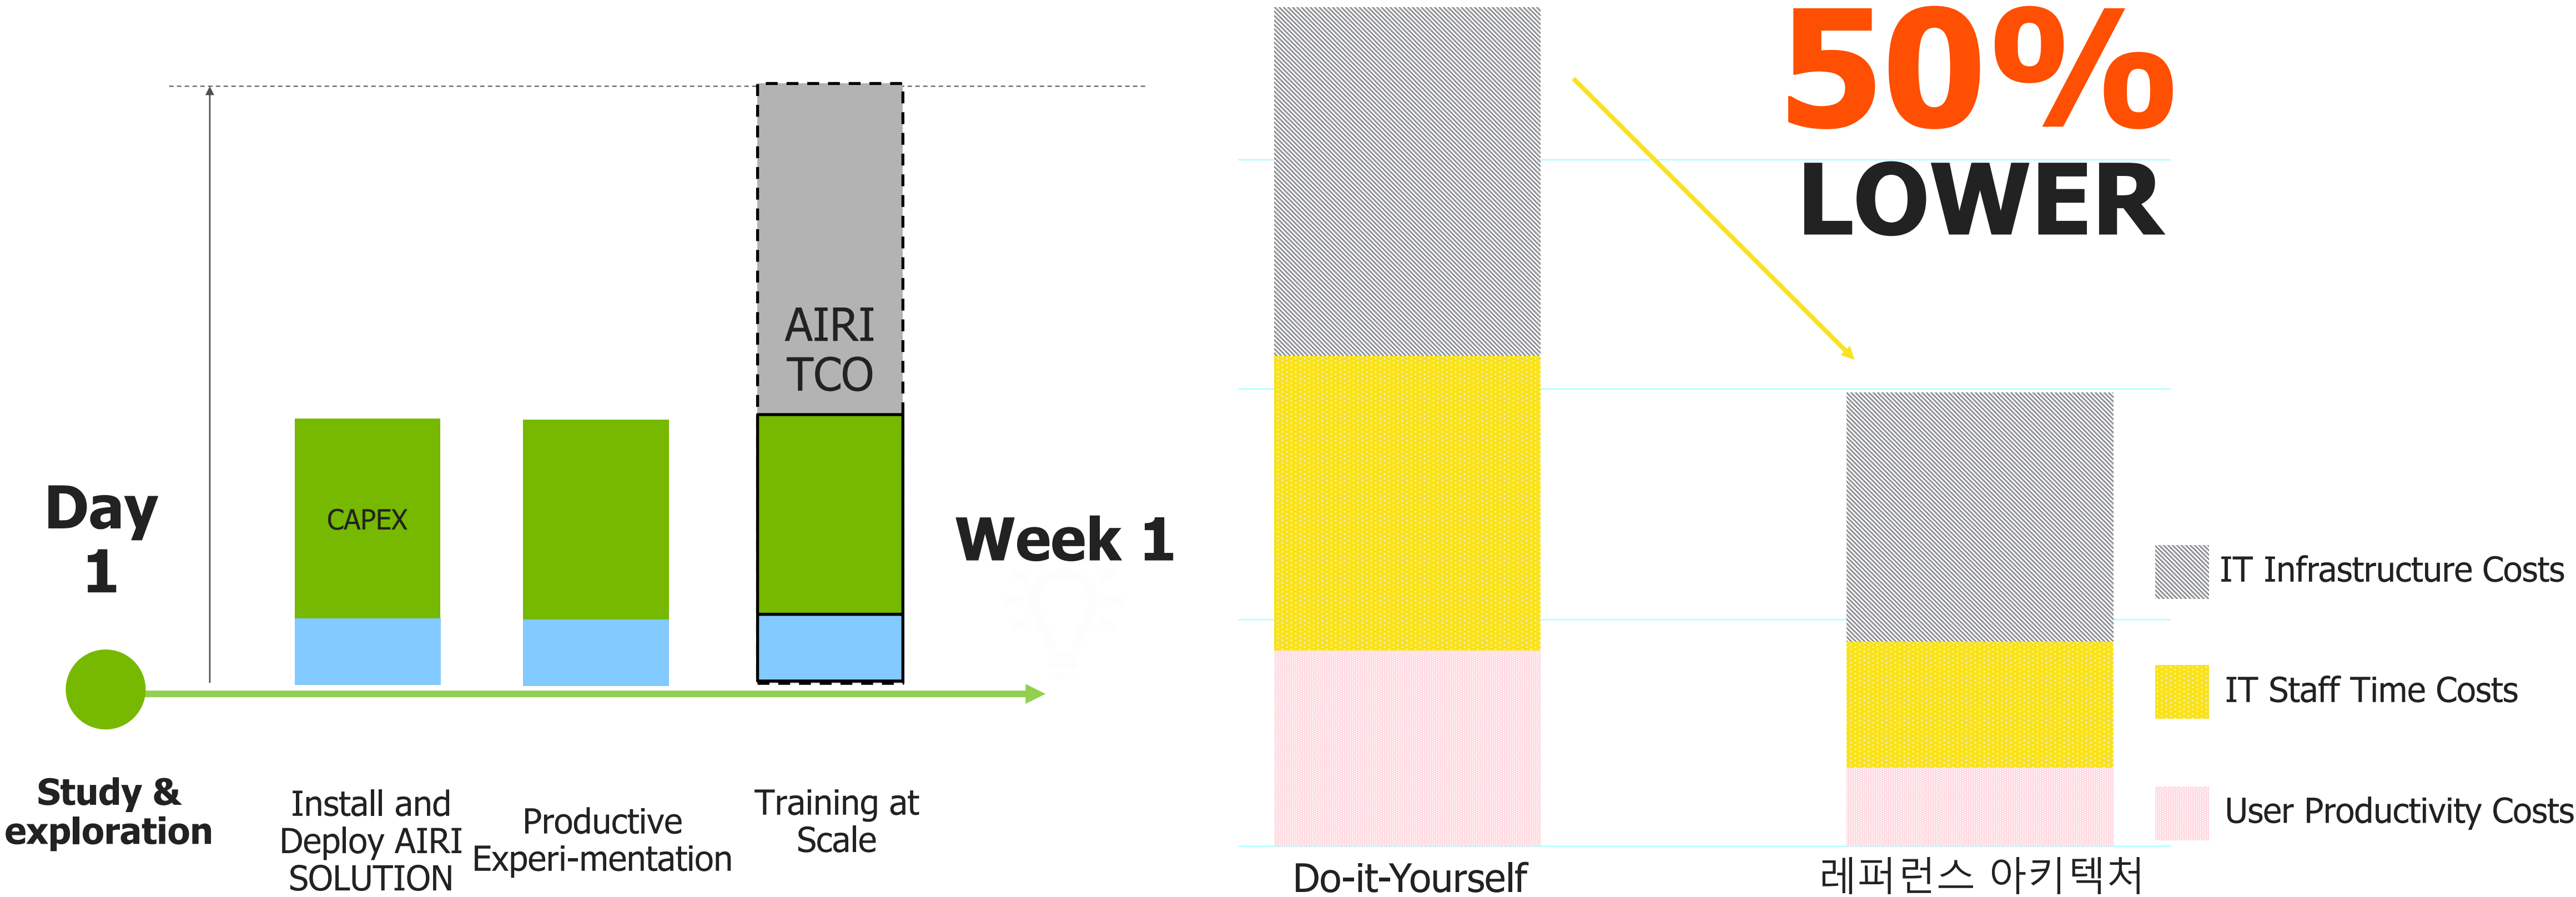 Day
1
Study &
exploration
CAPEX
Install and
Deploy AIRI
SOLUTION
Productive
Experi-mentation
AIRI
TCO
Training at
Scale
Week 1
50%
LOWER
Do-it-Yourself
레퍼런스 아키텍처
IT Infrastructure Costs
IT Staff Time Costs
User Productivity Costs